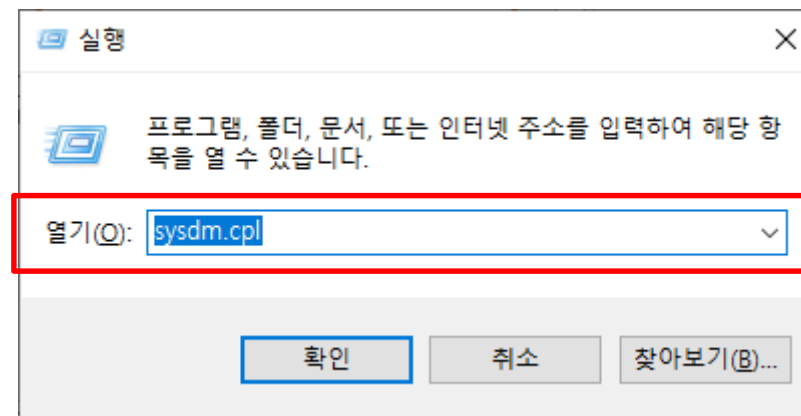 실행
프로그램, 폴더, 문서, 또는 인터넷 주소를 입력하여 해당 항
목을 열 수 있습니다.
열기(O): sysdm.cpl
확인 취소 찾아보기(B)...